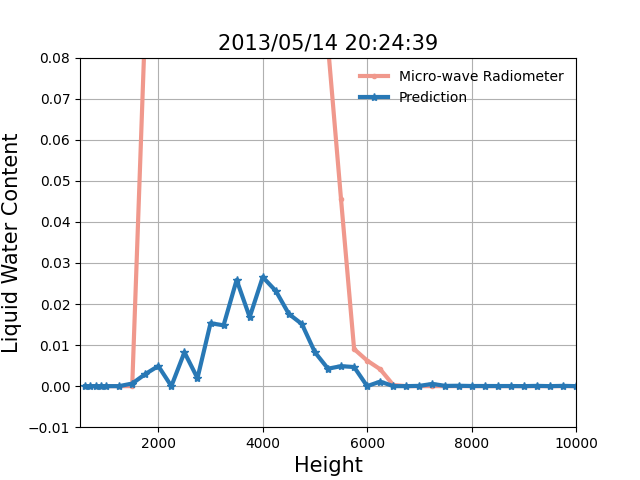 2013/05/14 20:24:39
Liquid Water Content
0.08
0.07
0.06
0.05
0.04
0.03
0.02
0.01
0.00
−0.01
Micro-wave Radiometer
Prediction
2000 4000 6000 8000 10000
Height